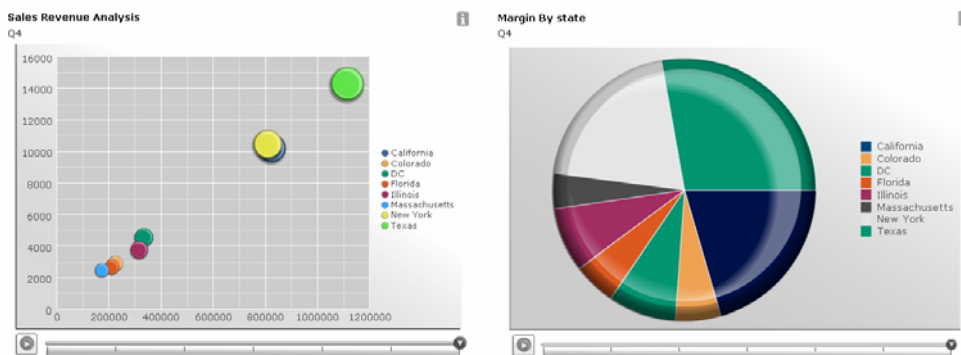 Sales Revenue Analysis
Q4
16000
14000
12000
10000
8000
6000
4000
2000
0
0 200000 400000 600000 800000 1000000 1200000
California
Colorado
DC
Florida
Illinois
Massachusetts
New York
Texas
Margin By state
Q4
California
Colorado
DC
Florida
Illinois
Massachusetts
New York
Texas